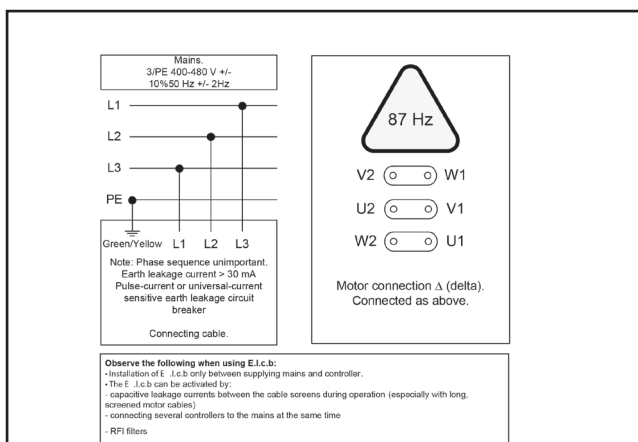 Mains.
3/PE 400-480 V +/-
10%50 Hz +/- 2Hz
L1
L2
L3
PE
Green/Yellow L1 L2 L3
Note: Phase sequence unimportant.
Earth leakage current > 30 mA
Pulse-current or universal-current
sensitive earth leakage circuit
breaker
Connecting cable.
87 Hz
V2 W1
U2 V1
W2 U1
Motor connection Δ (delta).
Connected as above.
Observe the following when using E.l.c.b:
• Installation of E .l.c.b only between supplying mains and controller.
• The E .l.c.b can be activated by:
- capacitive leakage currents between the cable screens during operation (especially with long,
screened motor cables)
- connecting several controllers to the mains at the same time
- RFI filters